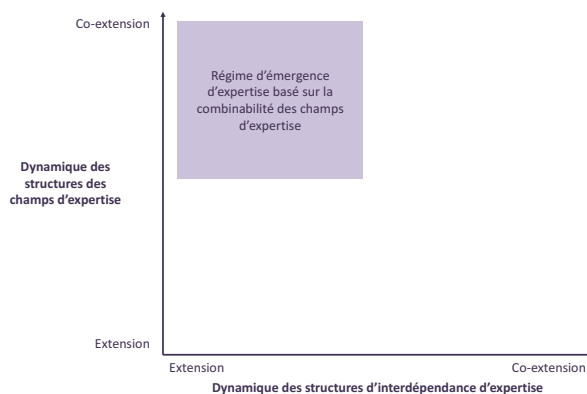 Co-extension
Régime d'émergence
d'expertise basé sur la
combinabilité des champs
d'expertise
Dynamique des
structures des
champs d'expertise
Extension
Extension
Co-extension
Dynamique des structures d'interdépendance d'expertise